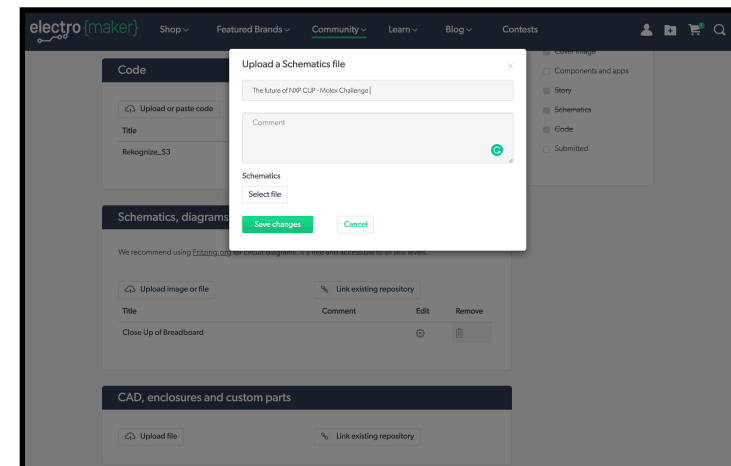 electro {maker}
Shop
Featured Brands
Community
Learn
Blog
Contests
Cover image
Components and apps
Story
Schematics
Code
Submitted
Code
Upload or paste code
Title
Rekognize_S3
Upload a Schematics file
The future of NXP CUP - Molex Challenge
Comment
Schematics
Select file
Save changes
Cancel
Schematics, diagrams
We recommend using Fritzing.org for circuit diagrams. It's free and accessible to all skill levels.
Upload image or file
Link existing repository
Title
Comment
Edit
Remove
Close Up of Breadboard
CAD, enclosures and custom parts
Upload file
Link existing repository